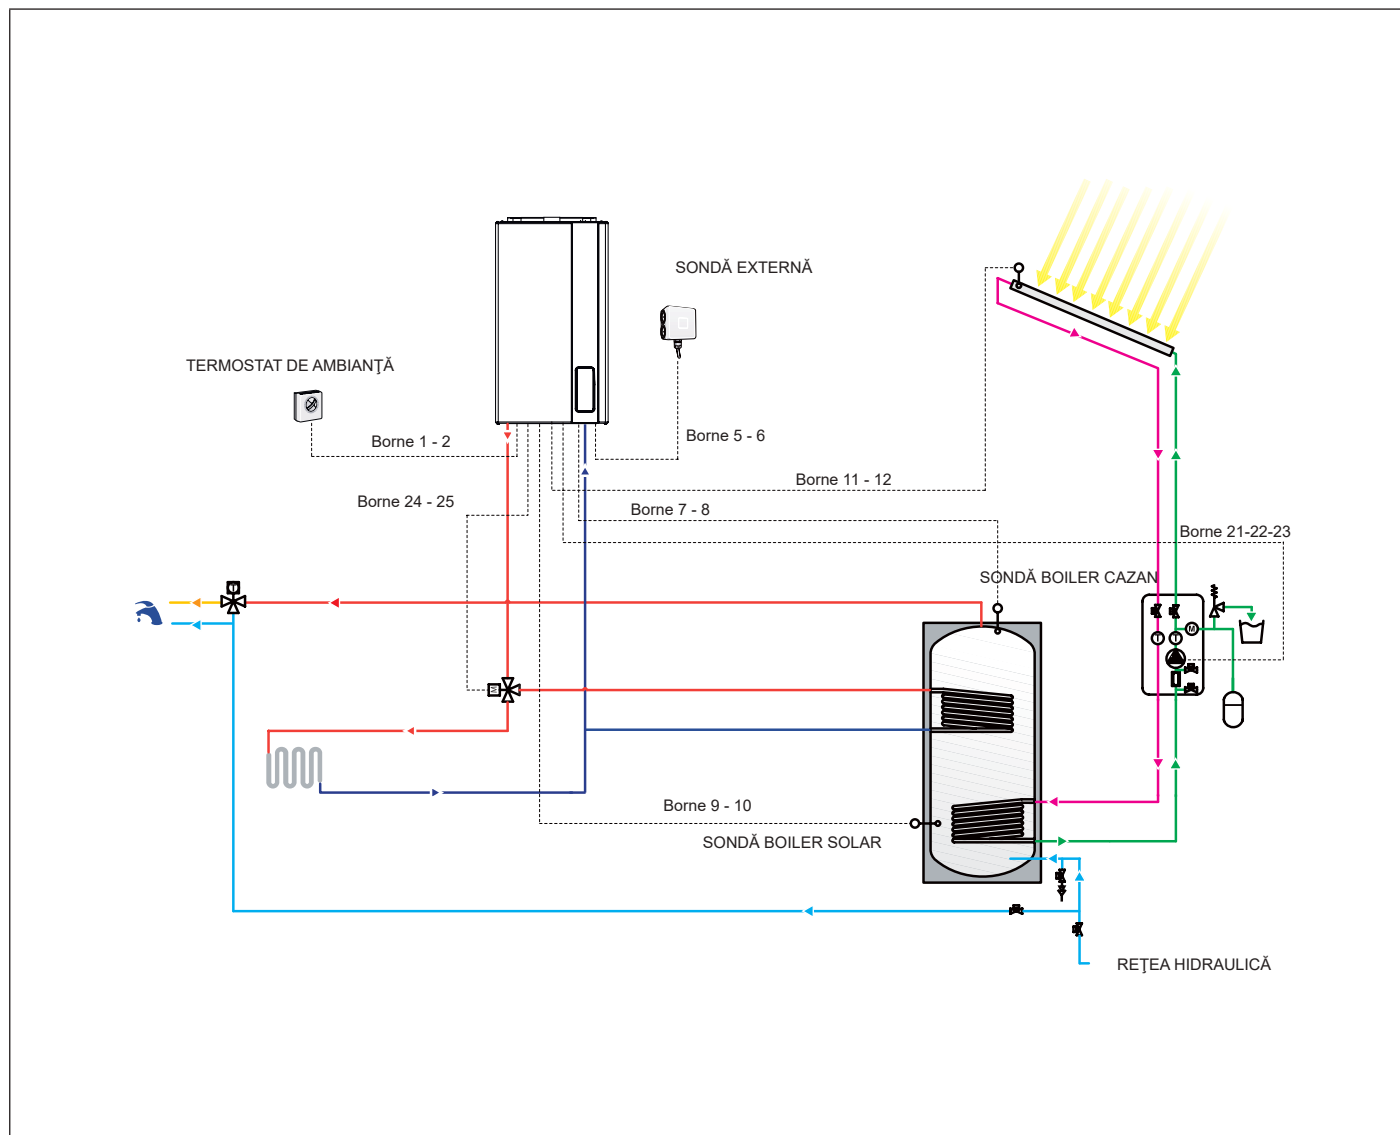 SONDĂ EXTERNĂ
TERMOSTAT DE AMBIANŢĂ
Borne 1 - 2
Borne 5 - 6
Borne 11 - 12
Borne 24 - 25
Borne 7 - 8
Borne 21-22-23
SONDĂ BOILER CAZAN
M
T
T
M
Borne 9 - 10
SONDĂ BOILER SOLAR
REŢEA HIDRAULICĂ